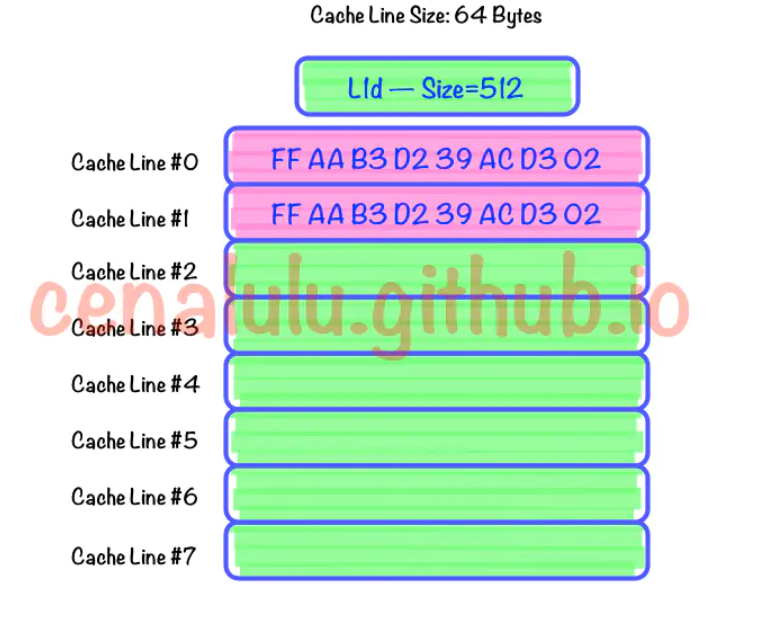 Cache Line Size: 64 Bytes
L1d — Size=512
Cache Line #0 FF AA B3 D2 39 AC D3 02
Cache Line #1 FF AA B3 D2 39 AC D3 02
Cache Line #2
cenalulu.github.io
Cache Line #3
Cache Line #4
Cache Line #5
Cache Line #6
Cache Line #7